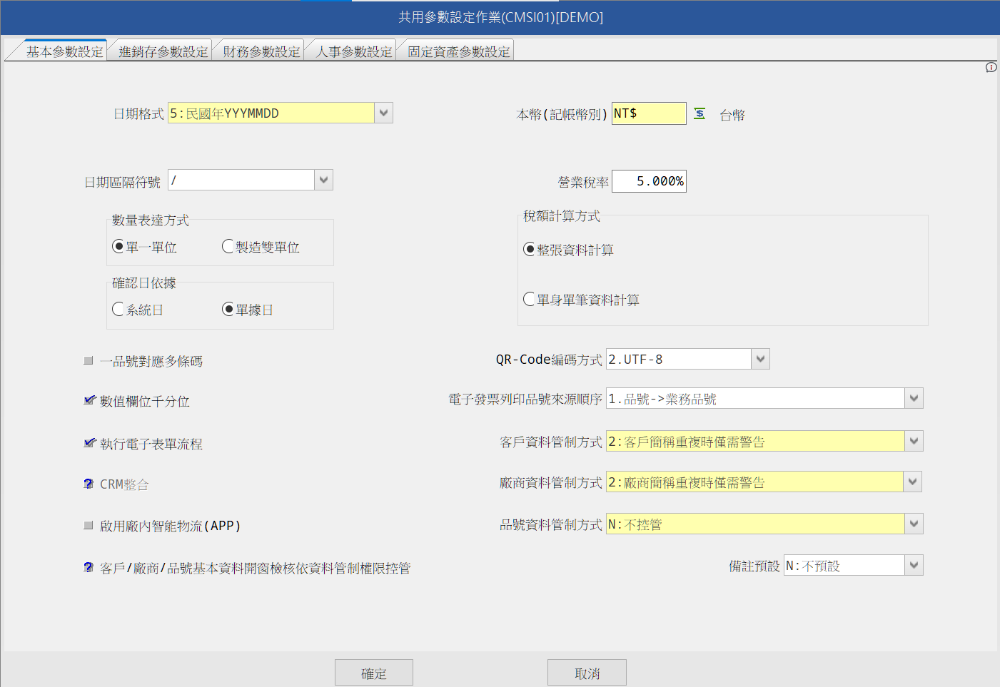 共用參數設定作業(CMSI01)[DEMO]
基本參數設定 進銷存參數設定 財務參數設定 人事參數設定 固定資產參數設定
日期格式 5:民國年YYYMMDD 本幣(記帳幣別) NT$ 台幣
日期區隔符號 / 營業稅率 5.000%
數量表達方式 稅額計算方式
單一單位 製造雙單位 整張資料計算
確認日依據
系統日 單據日 單身單筆資料計算
一品號對應多條碼 QR-Code編碼方式 2.UTF-8
數值欄位千分位 電子發票列印品號來源順序 1.品號->業務品號
執行電子表單流程 客戶資料管制方式 2:客戶簡稱重複時僅需警告
CRM整合 廠商資料管制方式 2:廠商簡稱重複時僅需警告
啟用廠內智能物流(APP) 品號資料管制方式 N:不控管
客戶/廠商/品號基本資料開窗檢核依資料管制權限控管 備註預設 N:不預設
確定 取消